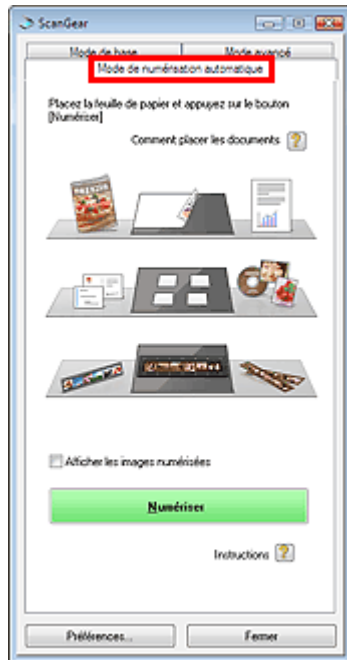 ScanGear
Mode de base
Mode avancé
Mode de numérisation automatique
Placez la feuille de papier et appuyez sur le bouton
[Numériser]
Comment placer les documents
Afficher les images numérisées
Numériser
Instructions
Préférences...
Fermer